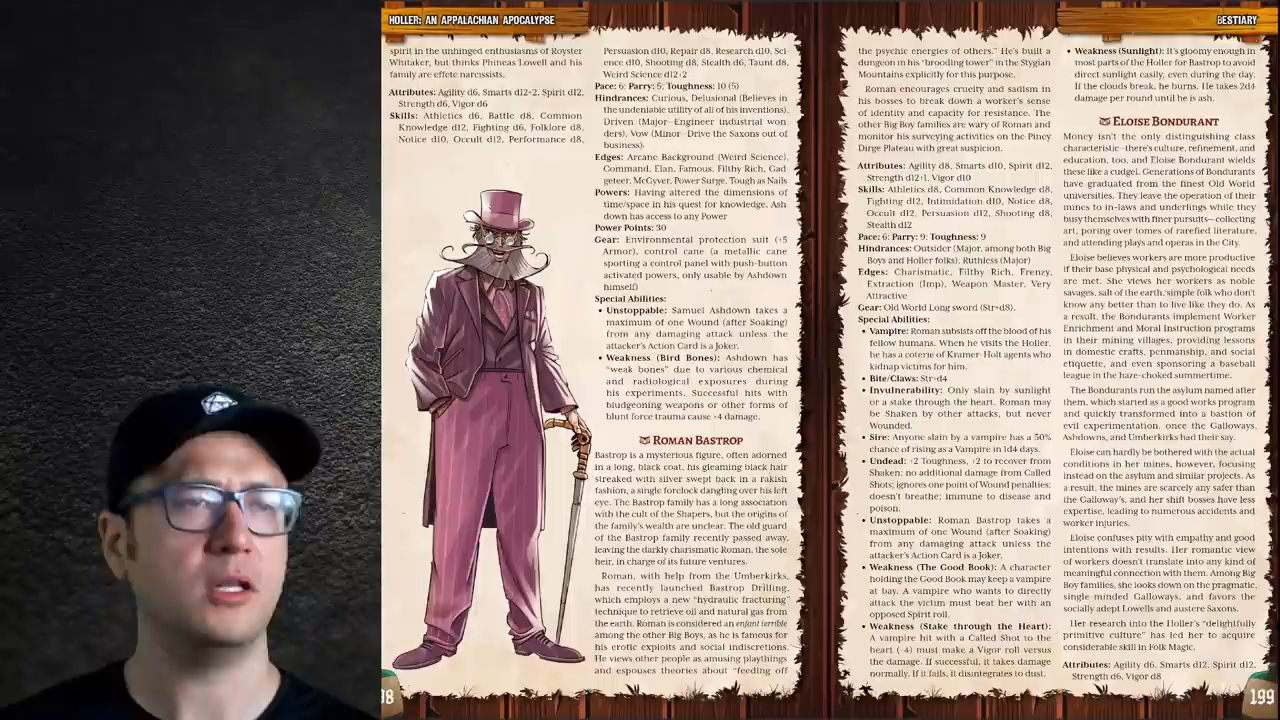 HOLLER: AN APPALACHIAN APOCALYPSE
spirit in the unhinged enthusiasms of Royster
Whitaker, but thinks Phineas Lowell and his
family are effete narcissists.
Attributes: Agility d6, Smarts d12+2, Spirit d12,
Strength d6, Vigor d6
Skills: Athletics d6, Battle d8, Common
Knowledge d12, Fighting d6, Folklore d8,
Notice d10, Occult d12, Performance d8,
Persuasion d10, Repair d8, Research d10, Sci-
ence d10, Shooting d8, Stealth d6, Taunt d8,
Weird Science d12+2
Pace: 6; Parry: 5; Toughness: 10 (5)
Hindrances: Curious, Delusional (Believes in
the undeniable utility of all of his inventions),
Driven (Major—Engineer industrial won
ders), Vow (Minor—Drive the Saxons out of
business).
Edges: Arcane Background (Weird Science),
Command, Elan, Famous, Filthy Rich, Gad
geteer, McGyver, Power Surge, Tough as Nails
Powers: Having altered the dimensions of
time/space in his quest for knowledge, Ash
down has access to any Power
Power Points: 30
Gear: Environmental protection suit (+5
Armor), control cane (a metallic cane
sporting a control panel with push-button
activated powers, only usable by Ashdown
himself)
Special Abilities:
• Unstoppable: Samuel Ashdown takes a
maximum of one Wound (after Soaking)
from any damaging attack unless the
attacker's Action Card is a Joker.
• Weakness (Bird Bones): Ashdown has
"weak bones" due to various chemical
and radiological exposures during
his experiments. Successful hits with
bludgeoning weapons or other forms of
blunt force trauma cause +4 damage.
ROMAN BASTROP
Bastrop is a mysterious figure, often adorned
in a long, black coat, his gleaming black hair
streaked with silver swept back in a rakish
fashion, a single forelock dangling over his left
eye. The Bastrop family has a long association
with the cult of the Shapers, but the origins of
the family's wealth are unclear. The old guard
of the Bastrop family recently passed away,
leaving the darkly charismatic Roman, the sole
heir, in charge of its future ventures.
Roman, with help from the Umberkirks,
has recently launched Bastrop Drilling,
which employs a new "hydraulic fracturing"
technique to retrieve oil and natural gas from
the earth. Roman is considered an enfant terrible
among the other Big Boys, as he is famous for
his erotic exploits and social indiscretions.
He views other people as amusing playthings
and espouses theories about "feeding off
98
BESTIARY
the psychic energies of others." He's built a
dungeon in his "brooding tower" in the Stygian
Mountains explicitly for this purpose.
Roman encourages cruelty and sadism in
his bosses to break down a worker's sense
of identity and capacity for resistance. The
other Big Boy families are wary of Roman and
monitor his surveying activities on the Piney
Dirge Plateau with great suspicion.
Attributes: Agility d8, Smarts d10, Spirit d12,
Strength d12+1, Vigor d10
Skills: Athletics d8, Common Knowledge d8,
Fighting d12, Intimidation d10, Notice d8,
Occult d12, Persuasion d12, Shooting d8,
Stealth d12
Pace: 6; Parry: 9; Toughness: 9
Hindrances: Outsider (Major, among both Big
Boys and Holler folks), Ruthless (Major)
Edges: Charismatic, Filthy Rich, Frenzy,
Extraction (Imp), Weapon Master, Very
Attractive
Gear: Old World Long sword (Str+d8).
Special Abilities:
• Vampire: Roman subsists off the blood of his
fellow humans. When he visits the Holler,
he has a coterie of Kramer-Holt agents who
kidnap victims for him.
• Bite/Claws: Str+d4
• Invulnerability: Only slain by sunlight
or a stake through the heart. Roman may
be Shaken by other attacks, but never
Wounded.
• Sire: Anyone slain by a vampire has a 50%
chance of rising as a Vampire in 1d4 days.
• Undead: +2 Toughness, +2 to recover from
Shaken; no additional damage from Called
Shots; ignores one point of Wound penalties;
doesn't breathe; immune to disease and
poison.
• Unstoppable: Roman Bastrop takes a
maximum of one Wound (after Soaking)
from any damaging attack unless the
attacker's Action Card is a Joker.
• Weakness (The Good Book): A character
holding the Good Book may keep a vampire
at bay. A vampire who wants to directly
attack the victim must beat her with an
opposed Spirit roll.
• Weakness (Stake through the Heart):
A vampire hit with a Called Shot to the
heart (-4) must make a Vigor roll versus
the damage. If successful, it takes damage
normally. If it fails, it disintegrates to dust.
• Weakness (Sunlight): It's gloomy enough in
most parts of the Holler for Bastrop to avoid
direct sunlight easily, even during the day.
If the clouds break, he burns. He takes 2d4
damage per round until he is ash.
ELOISE BONDURANT
Money isn't the only distinguishing class
characteristic—there's culture, refinement, and
education, too, and Eloise Bondurant wields
these like a cudgel. Generations of Bondurants
have graduated from the finest Old World
universities. They leave the operation of their
mines to in-laws and underlings while they
busy themselves with finer pursuits—collecting
art, poring over tomes of rarefied literature,
and attending plays and operas in the City.
Eloise believes workers are more productive
if their base physical and psychological needs
are met. She views her workers as noble
savages, salt of the earth, simple folk who don't
know any better than to live like they do. As
a result, the Bondurants implement Worker
Enrichment and Moral Instruction programs
in their mining villages, providing lessons
in domestic crafts, penmanship, and social
etiquette, and even sponsoring a baseball
league in the haze-choked summertime.
The Bondurants run the asylum named after
them, which started as a good works program
and quickly transformed into a bastion of
evil experimentation, once the Galloways,
Ashdowns, and Umberkirks had their say.
Eloise can hardly be bothered with the actual
conditions in her mines, however, focusing
instead on the asylum and similar projects. As
a result, the mines are scarcely any safer than
the Galloway's, and her shift bosses have less
expertise, leading to numerous accidents and
worker injuries.
Eloise confuses pity with empathy and good
intentions with results. Her romantic view
of workers doesn't translate into any kind of
meaningful connection with them. Among Big
Boy families, she looks down on the pragmatic,
single-minded Galloways, and favors the
socially adept Lowells and austere Saxons.
Her research into the Holler's "delightfully
primitive culture" has led her to acquire
considerable skill in Folk Magic.
Attributes: Agility d6, Smarts d12, Spirit d12,
Strength d6, Vigor d8
199